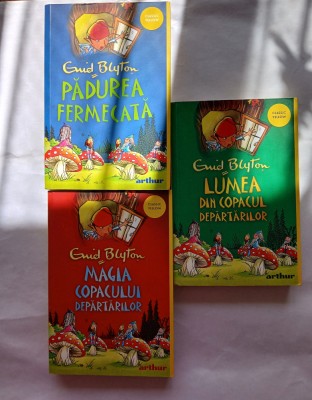 Enid Blyton
PĂDUREA
FERMECATĂ
arthur
Enid Blyton
LUMEA
DIN COPACUL
DEPĂRTĂRILOR
arthur
Enid Blyton
MAGIA
COPACULUI
DEPĂRTĂRILOR
arthur